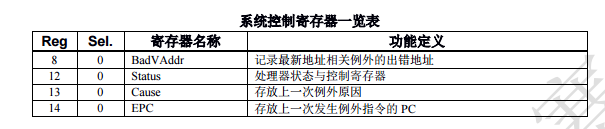 系统控制寄存器一览表
Reg Sel. 寄存器名称 功能定义
8 0 BadVAddr 记录最新地址相关例外的出错地址
12 0 Status 处理器状态与控制寄存器
13 0 Cause 存放上一次例外原因
14 0 EPC 存放上一次发生例外指令的 PC